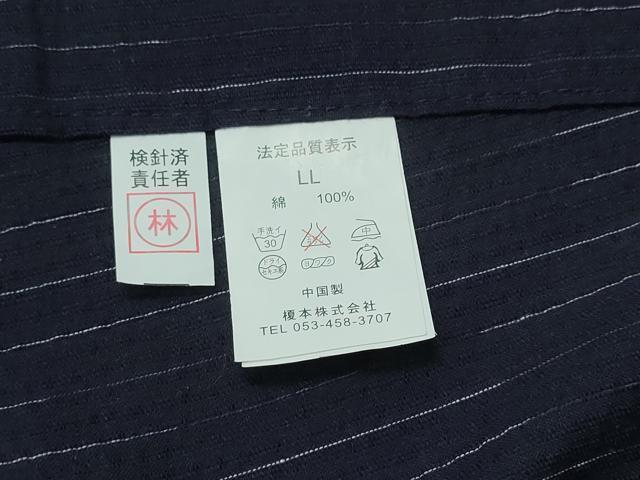 検針済
責任者
林
法定品質表示
LL
綿 100%
手洗イ
30
中
ドライ
セキユ系
ヨワク
中国製
榎本株式会社
TEL 053-458-3707